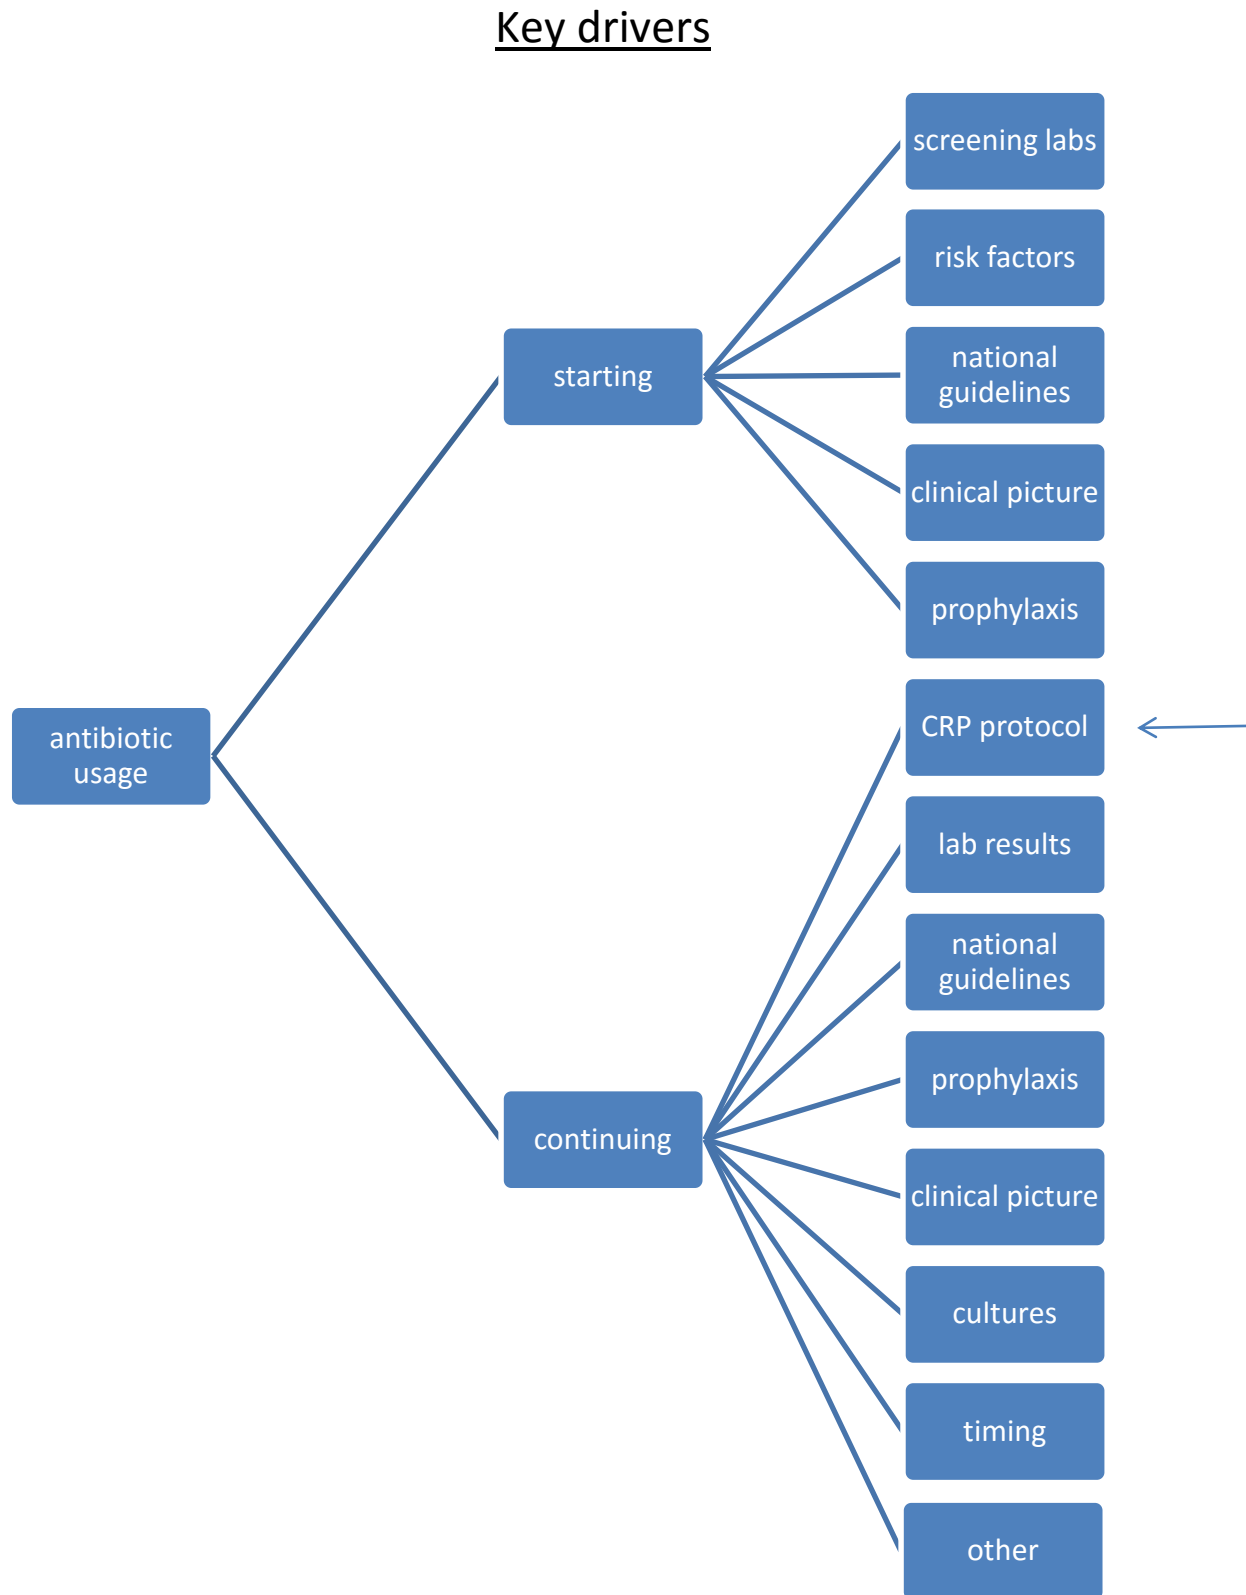 Key drivers
screening labs
risk factors
starting
national
guidelines
clinical picture
prophylaxis
antibiotic
usage
CRP protocol
lab results
national
guidelines
prophylaxis
continuing
clinical picture
cultures
timing
other